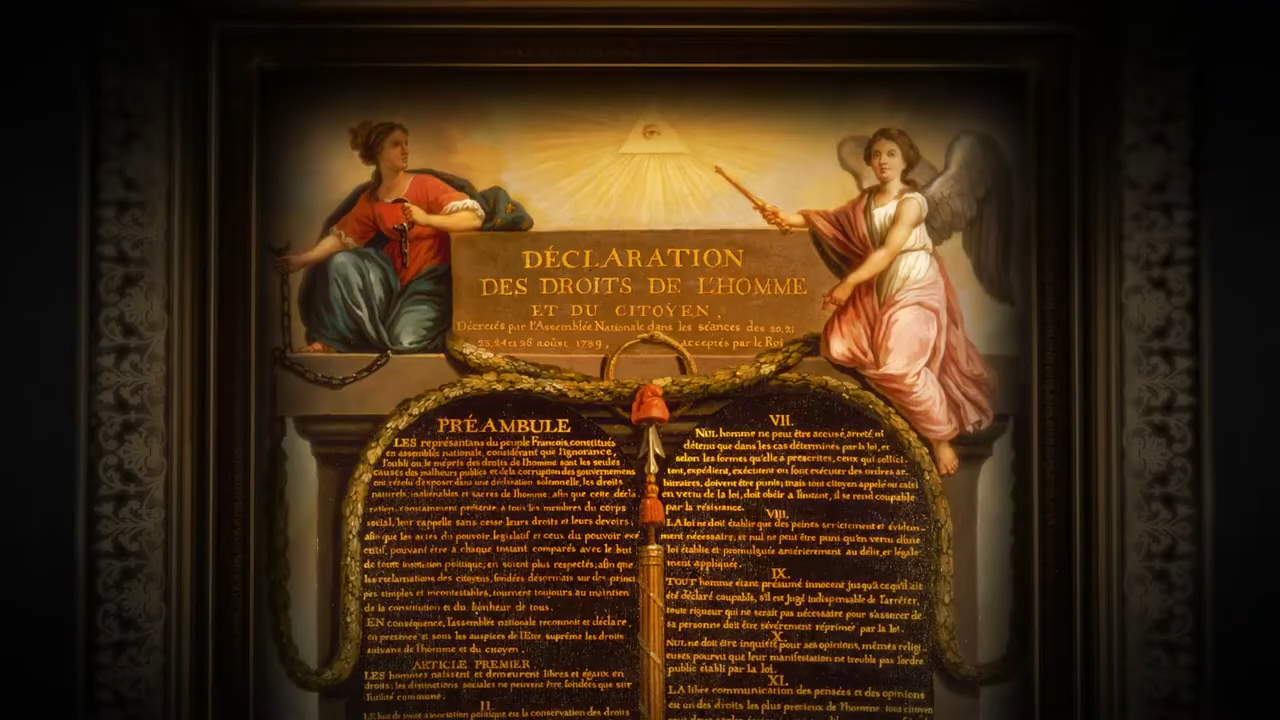 DÉCLARATION
DES DROITS DE L'HOMME
ET DU CITOYEN,
Décretés par l'Assemblée Nationale dans les séances des 20, 21
23, 24 et 26 août 1789, acceptés par le Roi
PRÉAMBULE
LES représantans du peuple François, constitués
en assemblée nationale, considérant que l'ignorance,
l'oubli ou le mépris des droits de l'homme sont les seules
causes des malheurs publics et de la corruption des gouvernemens
ont résolu d'exposer dans une déclaration solemnelle, les droits
naturels, inaliénables et sacrés de l'homme: afin que cette décla
ration, constamment présente à tous les membres du corps
social, leur rappelle sans cesse leurs droits et leurs devoirs,
afin que les actes du pouvoir législatif et ceux du pouvoir exé
cutif, pouvant être à chaque instant comparés avec le but
de toute institution politique, en soient plus respectés; afin que
les réclamations des citoyens, fondées désormais sur des princi
pes simples et incontestables, tournent toujours au maintien
de la constitution et du bonheur de tous.
EN conséquence, l'assemblée nationale reconnoit et déclare,
en presence et sous les auspices de l'Etre suprême les droits
suivans de l'homme et du citoyen.
ARTICLE PREMIER
LES hommes naissent et demeurent libres et égaux en
droits; les distinctions sociales ne peuvent être fondées que sur
l'utilité commune.
II.
LE but de toute association politique est la conservation des droits
VII.
NUL homme ne peut être accusé, arreté ni
détenu que dans les cas déterminés par la loi, et
selon les formes qu'elle à prescrites, ceux qui sollici-
tent, expédient, exécutent ou font exécuter des ordres ar-
bitraires, doivent être punis; mais tout citoyen appelé ou saisi
en vertu de la loi, doit obéir à l'instant, il se rend coupable
par la résistance.
VIII.
LA loi ne doit établir que des peines strictement et évidem-
ment nécessaire, et nul ne peut être puni qu'en vertu d'une
loi établie et promulguée antérierement au délit, et légale
ment appliquée.
IX.
TOUT homme étant présumé innocent jusqu'à ce qu'il ait
été déclaré coupable, s'il est jugé indispensable de l'arrêter,
toute rigueur qui ne serait pas nécessaire pour s'assurer de
sa personne doit être sévérement réprimée par la loi.
X.
NUL ne doit être inquiété pour ses opinions, mêmes religi-
euses pourvu que leur manifestation ne trouble pas l'ordre
public établi par la loi.
XI.
LA libre communication des pensées et des opinions
est un des droits les plus precieux de l'homme: tout citoyen